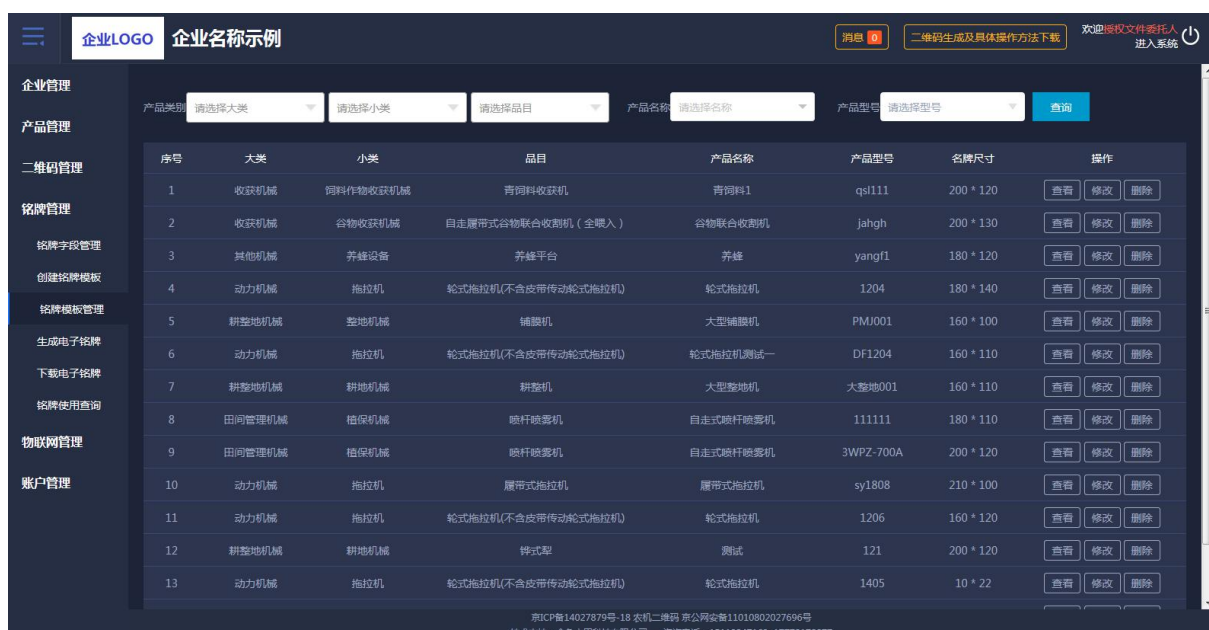 企业LOGO 企业名称示例 消息 0 二维码生成及具体操作方法下载 欢迎授权文件委托人
进入系统
企业管理
产品管理
二维码管理
铭牌管理
铭牌字段管理
创建铭牌模板
铭牌模板管理
生成电子铭牌
下载电子铭牌
铭牌使用查询
物联网管理
账户管理
产品类别 请选择大类 请选择小类 请选择品目 产品名称 请选择名称 产品型号 请选择型号 查询
序号 大类 小类 品目 产品名称 产品型号 名牌尺寸 操作
1 收获机械 饲料作物收获机械 青饲料收获机 青饲料1 qsl111 200 * 120 查看 修改 删除
2 收获机械 谷物收获机械 自走履带式谷物联合收割机（全喂入） 谷物联合收割机 jahgh 200 * 130 查看 修改 删除
3 其他机械 养蜂设备 养蜂平台 养蜂 yangf1 180 * 120 查看 修改 删除
4 动力机械 拖拉机 轮式拖拉机(不含皮带传动轮式拖拉机) 轮式拖拉机 1204 180 * 140 查看 修改 删除
5 耕整地机械 整地机械 铺膜机 大型铺膜机 PMJ001 160 * 100 查看 修改 删除
6 动力机械 拖拉机 轮式拖拉机(不含皮带传动轮式拖拉机) 轮式拖拉机测试一 DF1204 160 * 110 查看 修改 删除
7 耕整地机械 耕地机械 耕整机 大型整地机 大整地001 160 * 110 查看 修改 删除
8 田间管理机械 植保机械 喷杆喷雾机 自走式喷杆喷雾机 111111 180 * 110 查看 修改 删除
9 田间管理机械 植保机械 喷杆喷雾机 自走式喷杆喷雾机 3WPZ-700A 200 * 120 查看 修改 删除
10 动力机械 拖拉机 履带式拖拉机 履带式拖拉机 sy1808 210 * 100 查看 修改 删除
11 动力机械 拖拉机 轮式拖拉机(不含皮带传动轮式拖拉机) 轮式拖拉机 1206 160 * 120 查看 修改 删除
12 耕整地机械 耕地机械 铧式犁 测试 121 200 * 120 查看 修改 删除
13 动力机械 拖拉机 轮式拖拉机(不含皮带传动轮式拖拉机) 轮式拖拉机 1405 10 * 22 查看 修改 删除
京ICP备14027879号-18 农机二维码 京公网安备11010802027696号